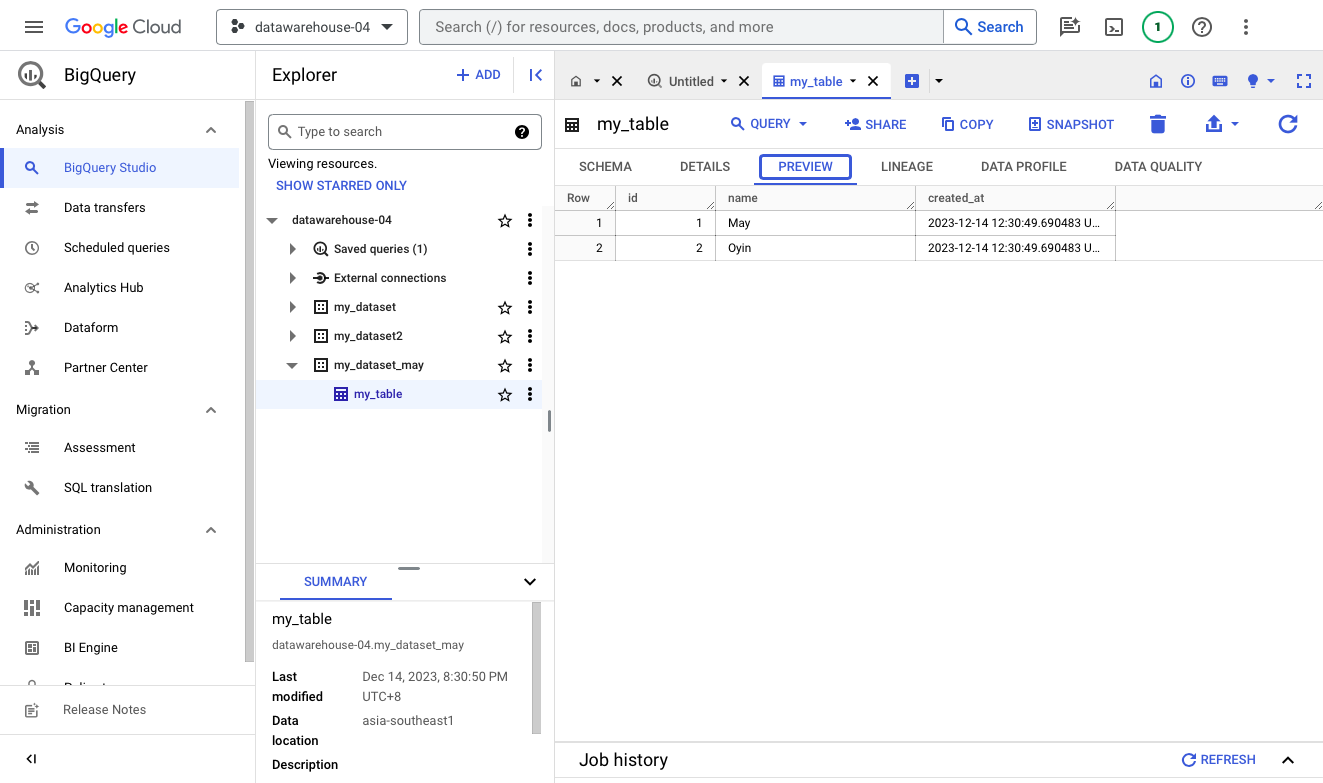 Google Cloud
datawarehouse-04
Search (/) for resources, docs, products, and more
Search
1
BigQuery
Analysis
BigQuery Studio
Data transfers
Scheduled queries
Analytics Hub
Dataform
Partner Center
Migration
Assessment
SQL translation
Administration
Monitoring
Capacity management
BI Engine
Release Notes
Explorer
ADD
Type to search
Viewing resources.
SHOW STARRED ONLY
datawarehouse-04
Saved queries (1)
External connections
my_dataset
my_dataset2
my_dataset_may
my_table
SUMMARY
my_table
datawarehouse-04.my_dataset_may
Last modified Dec 14, 2023, 8:30:50 PM UTC+8
Data location asia-southeast1
Description
Untitled
my_table
my_table
QUERY
SHARE
COPY
SNAPSHOT
SCHEMA DETAILS PREVIEW LINEAGE DATA PROFILE DATA QUALITY
Row id name created_at
1 1 May 2023-12-14 12:30:49.690483 U...
2 2 Oyin 2023-12-14 12:30:49.690483 U...
Job history
REFRESH